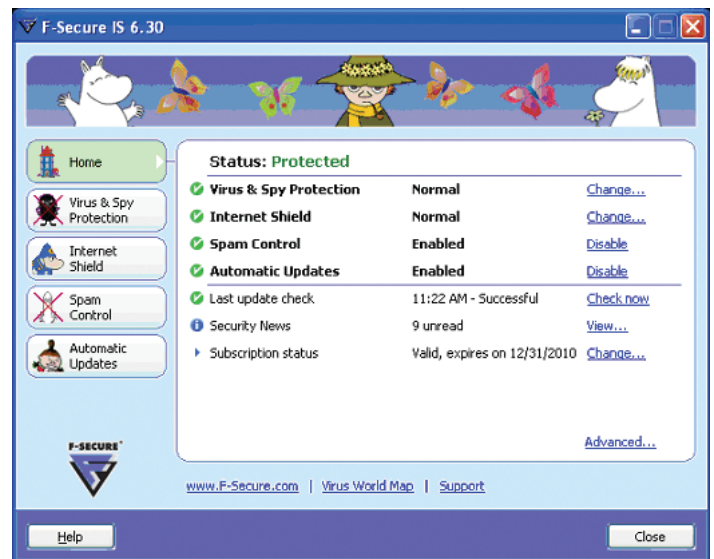 F-Secure IS 6.30
Home
Virus & Spy
Protection
Internet
Shield
Spam
Control
Automatic
Updates
F-SECURE
Status: Protected
Virus & Spy Protection Normal Change...
Internet Shield Normal Change...
Spam Control Enabled Disable
Automatic Updates Enabled Disable
Last update check 11:22 AM - Successful Check now
Security News 9 unread View...
Subscription status Valid, expires on 12/31/2010 Change...
Advanced...
www.F-Secure.com | Virus World Map | Support
Help Close